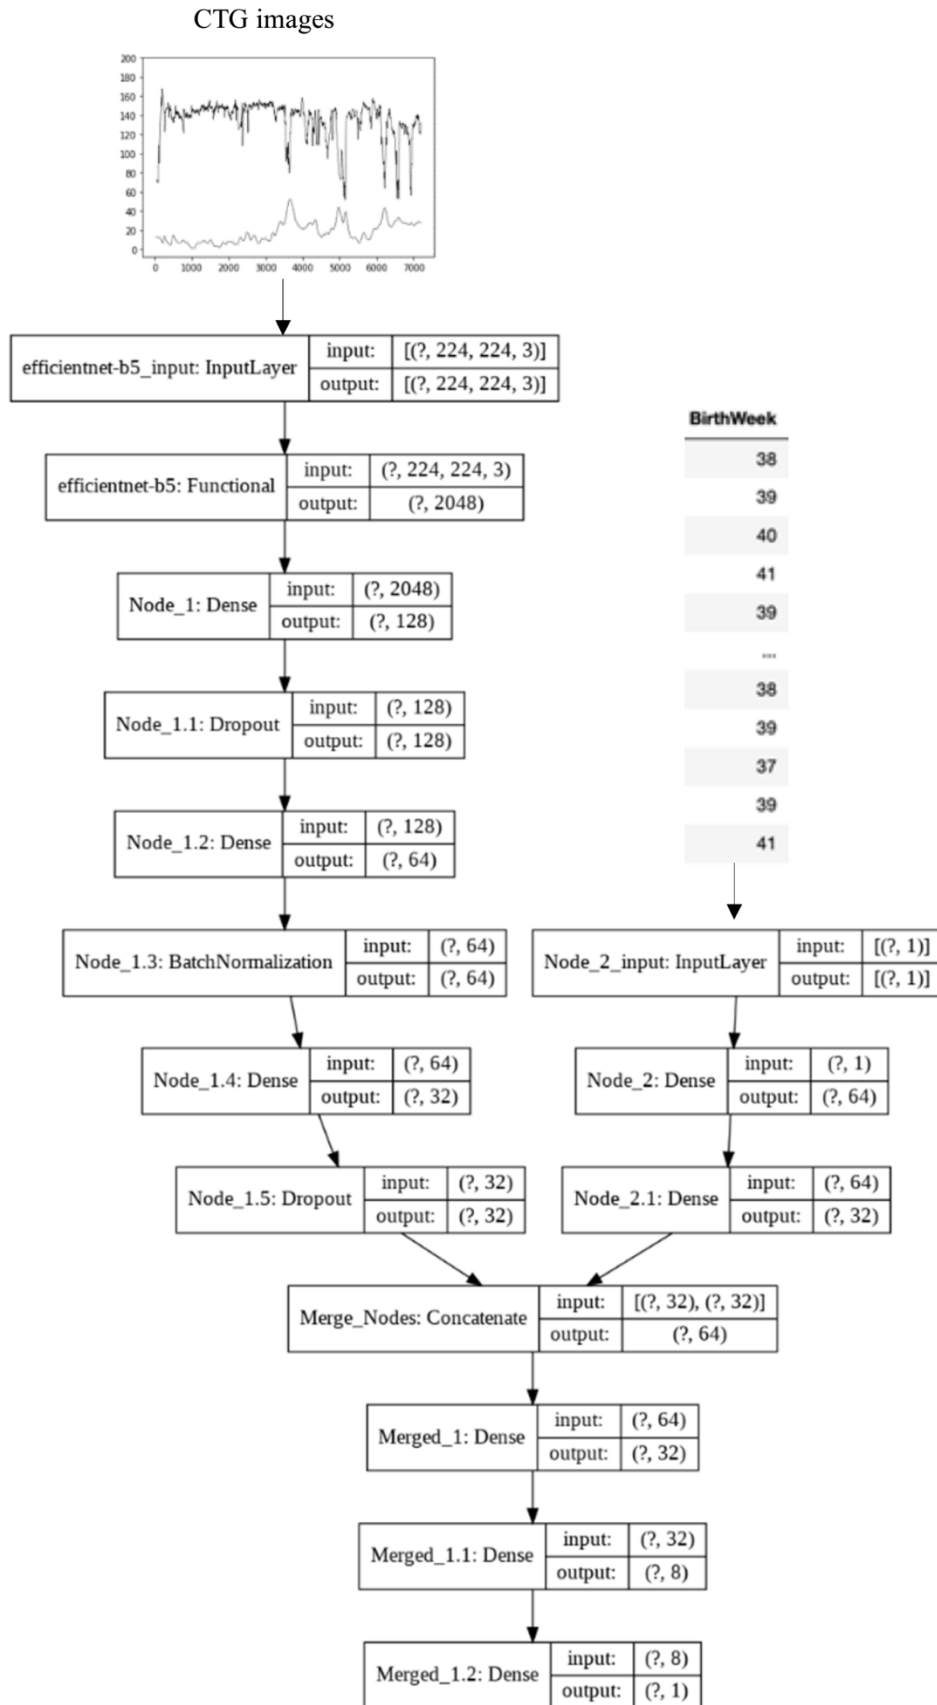 CTG images
200
180
160
140
120
100
80
60
40
20
0
0 1000 2000 3000 4000 5000 6000 7000
efficientnet-b5_input: InputLayer
input: [(?, 224, 224, 3)]
output: [(?, 224, 224, 3)]
efficientnet-b5: Functional
input: (?, 224, 224, 3)
output: (?, 2048)
Node_1: Dense
input: (?, 2048)
output: (?, 128)
Node_1.1: Dropout
input: (?, 128)
output: (?, 128)
Node_1.2: Dense
input: (?, 128)
output: (?, 64)
Node_1.3: BatchNormalization
input: (?, 64)
output: (?, 64)
Node_1.4: Dense
input: (?, 64)
output: (?, 32)
Node_1.5: Dropout
input: (?, 32)
output: (?, 32)
BirthWeek
38
39
40
41
39
...
38
39
37
39
41
Node_2_input: InputLayer
input: [(?, 1)]
output: [(?, 1)]
Node_2: Dense
input: (?, 1)
output: (?, 64)
Node_2.1: Dense
input: (?, 64)
output: (?, 32)
Merge_Nodes: Concatenate
input: [(?, 32), (?, 32)]
output: (?, 64)
Merged_1: Dense
input: (?, 64)
output: (?, 32)
Merged_1.1: Dense
input: (?, 32)
output: (?, 8)
Merged_1.2: Dense
input: (?, 8)
output: (?, 1)